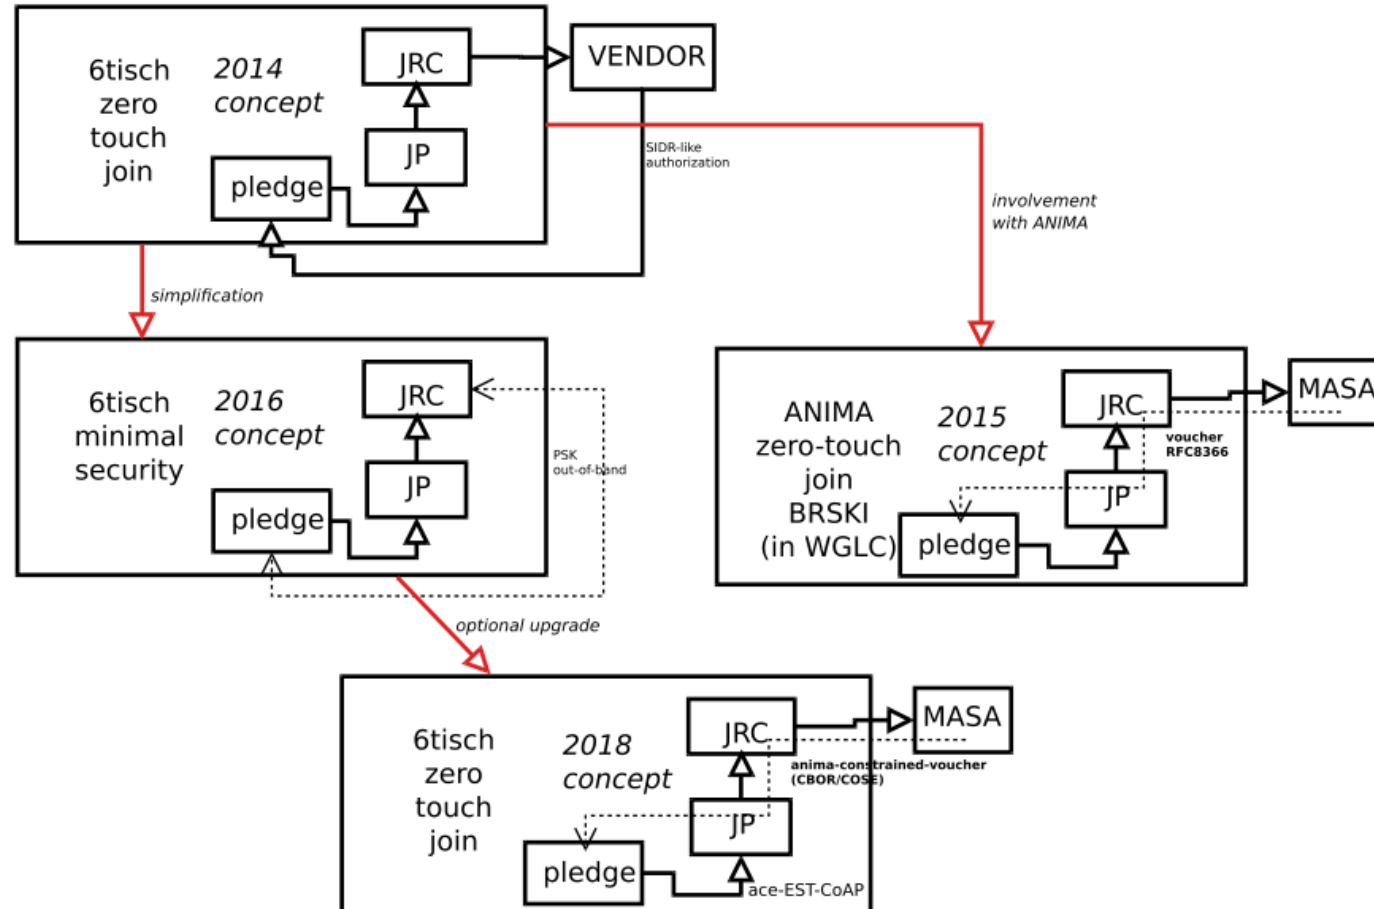 6tisch
zero
touch
join
2014
concept
JRC
JP
pledge
VENDOR
SIDR-like
authorization
involvement
with ANIMA
simplification
6tisch
minimal
security
2016
concept
JRC
JP
pledge
PSK
out-of-band
ANIMA
zero-touch
join
BRSKI
(in WGLC)
2015
concept
JRC
JP
pledge
MASA
voucher
RFC8366
optional upgrade
6tisch
zero
touch
join
2018
concept
JRC
JP
pledge
MASA
anima-constrained-voucher
(CBOR/COSE)
ace-EST-CoAP